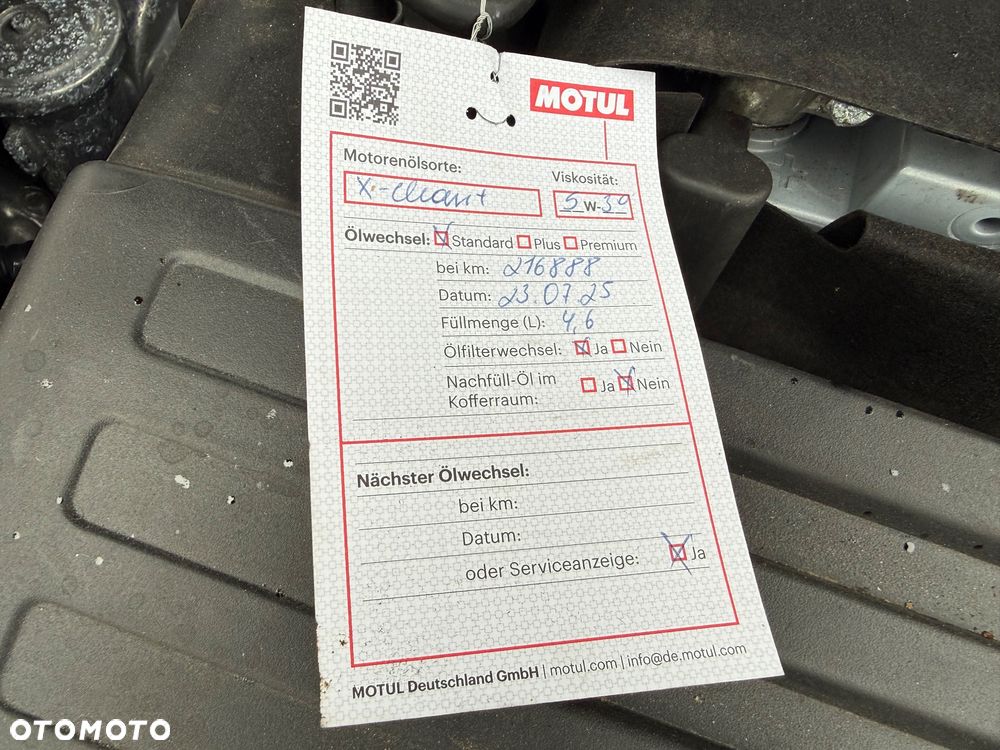 MOTUL
Motorenölsorte:
Viskosität:
X-clean+
5 W-30
Ölwechsel: Standard Plus Premium
bei km: 216888
Datum: 23.07.25
Füllmenge (L): 4,6
Ölfilterwechsel: Ja Nein
Nachfüll-Öl im Kofferraum: Ja Nein
Nächster Ölwechsel:
bei km:
Datum:
oder Serviceanzeige: Ja
MOTUL Deutschland GmbH | motul.com | info@de.motul.com
OTOMOTO